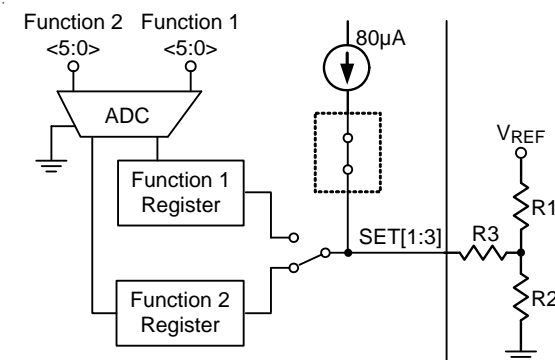 Function 2 Function 1
<5:0> <5:0>
80µA
ADC
VREF
Function 1
Register
R1
SET[1:3] R3
Function 2
Register
R2